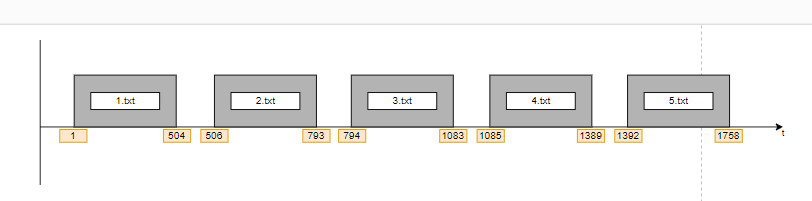 1.txt 2.txt 3.txt 4.txt 5.txt
1 504 506 793 794 1083 1085 1389 1392 1758 t